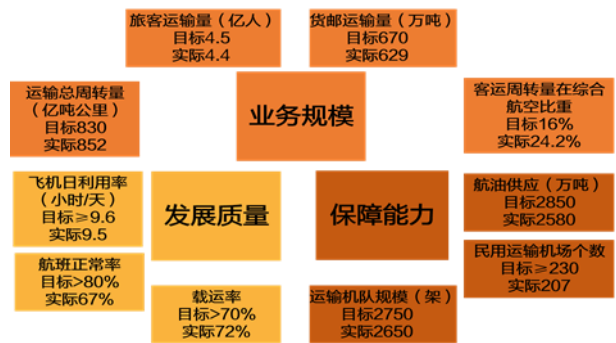 旅客运输量（亿人）
目标4.5
实际4.4
货邮运输量（万吨）
目标670
实际629
运输总周转量
（亿吨公里）
目标830
实际852
业务规模
客运周转量在综合
航空比重
目标16%
实际24.2%
飞机日利用率
（小时/天）
目标≥9.6
实际9.5
发展质量
保障能力
航油供应（万吨）
目标2850
实际2580
航班正常率
目标>80%
实际67%
民用运输机场个数
目标≥230
实际207
载运率
目标>70%
实际72%
运输机队规模（架）
目标2750
实际2650